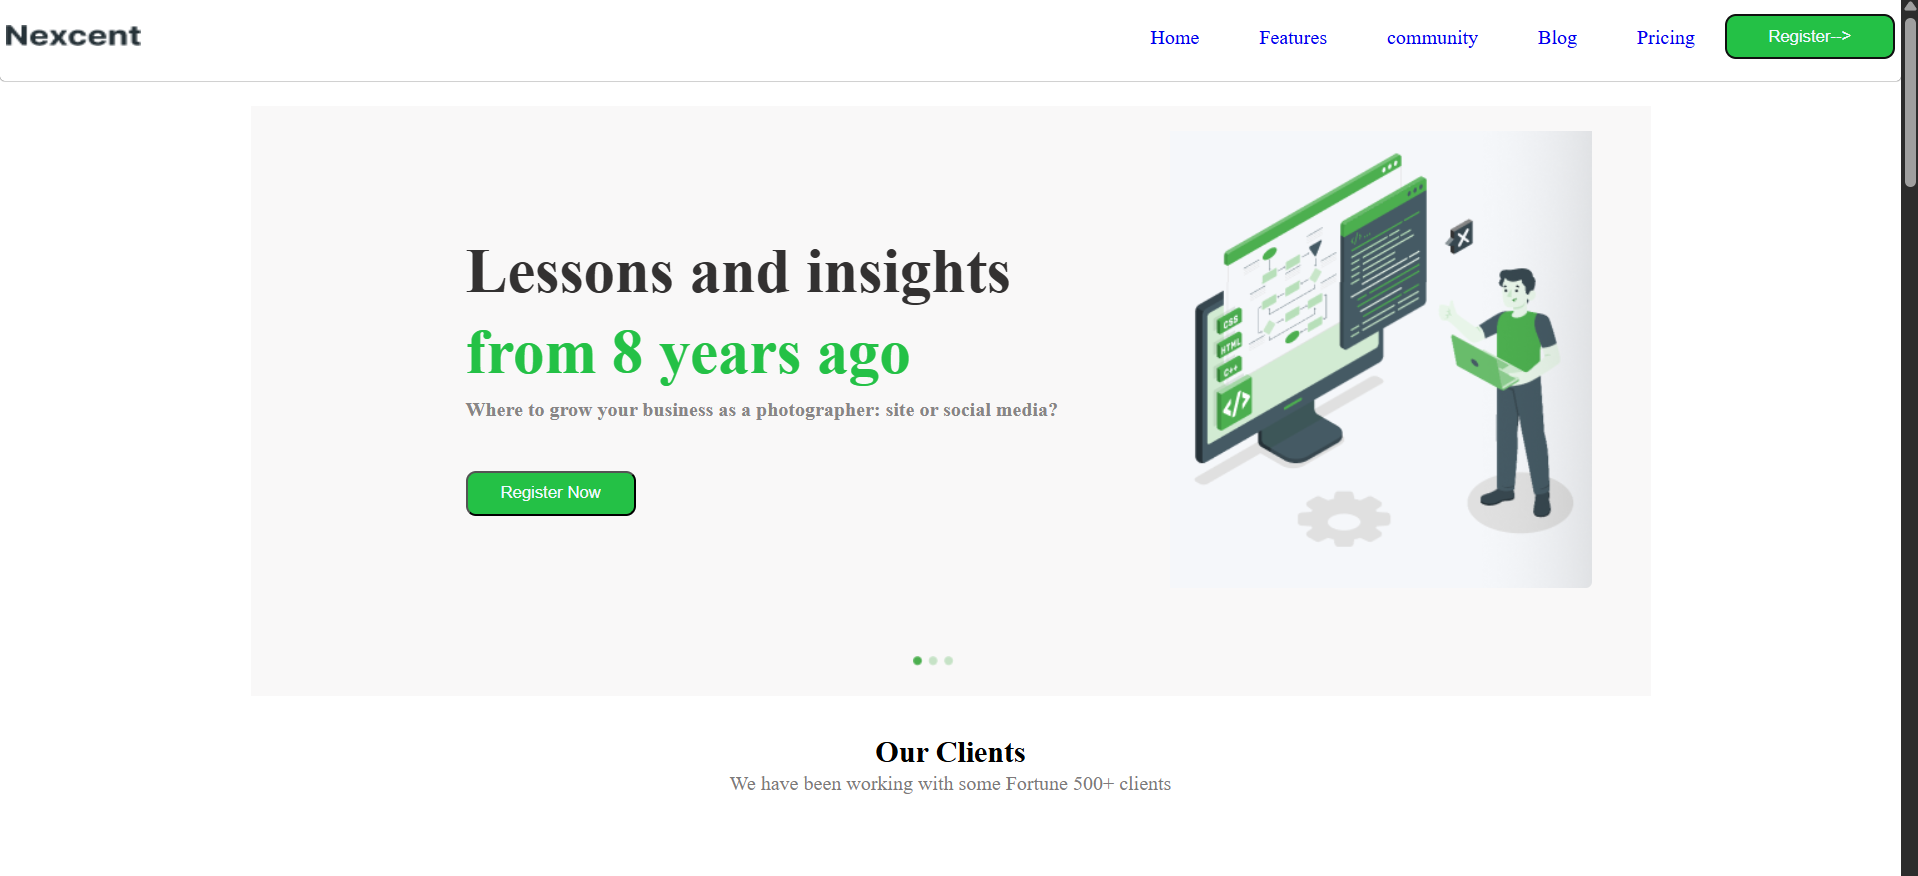 Nexcent
Home Features community Blog Pricing Register-->
Lessons and insights
from 8 years ago
Where to grow your business as a photographer: site or social media?
Register Now
CSS
HTML
C++
</>
X
Our Clients
We have been working with some Fortune 500+ clients